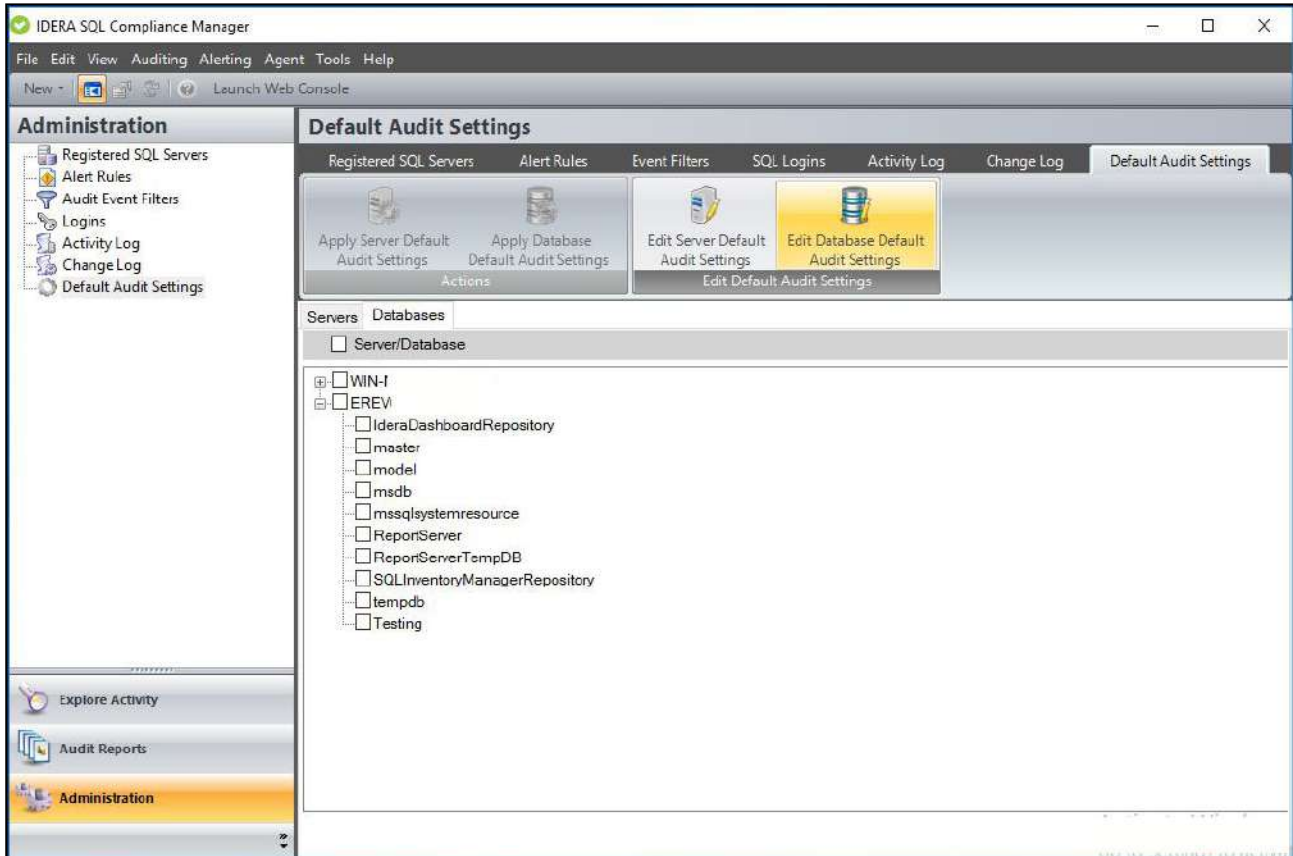 IDERA SQL Compliance Manager
File Edit View Auditing Alerting Agent Tools Help
New Launch Web Console
Administration
Registered SQL Servers
Alert Rules
Audit Event Filters
Logins
Activity Log
Change Log
Default Audit Settings
Default Audit Settings
Registered SQL Servers Alert Rules Event Filters SQL Logins Activity Log Change Log Default Audit Settings
Apply Server Default
Audit Settings
Apply Database
Default Audit Settings
Actions
Edit Server Default
Audit Settings
Edit Database Default
Audit Settings
Edit Default Audit Settings
Servers Databases
Server/Database
WIN-
EREV
IderaDashboardRepository
master
model
msdb
mssqlsystemresource
ReportServer
ReportServerTempDB
SQLInventoryManagerRepository
tempdb
Testing
Explore Activity
Audit Reports
Administration